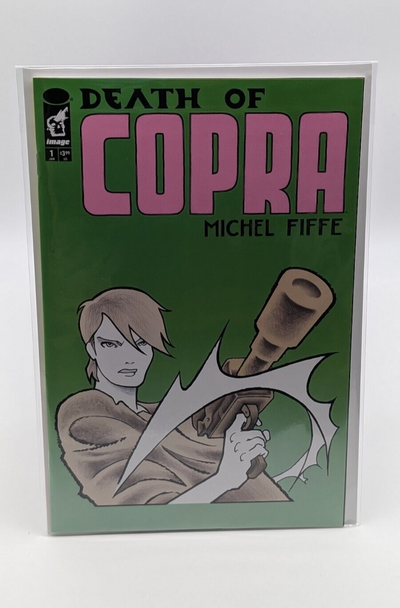 DEATH OF
COPRA
MICHEL FIFFE
image
1
$3.99